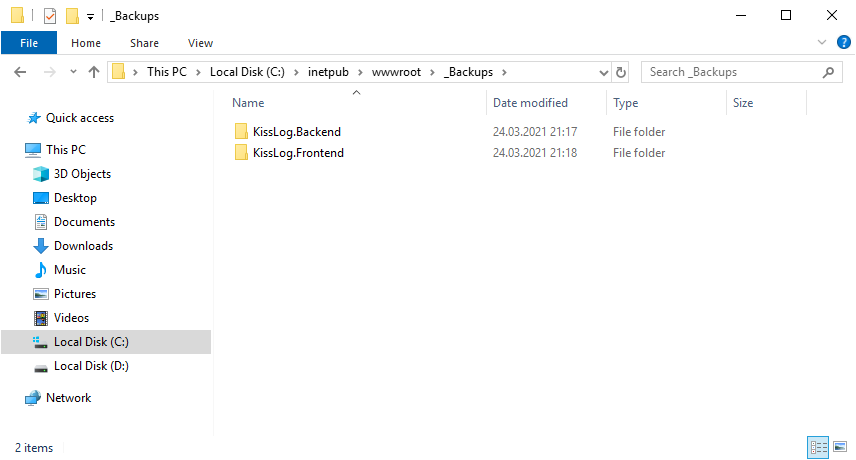 _Backups
File Home Share View
This PC Local Disk (C:) inetpub wwwroot _Backups
Search _Backups
Name Date modified Type Size
Quick access
This PC
3D Objects
Desktop
Documents
Downloads
Music
Pictures
Videos
Local Disk (C:)
Local Disk (D:)
Network
KissLog.Backend 24.03.2021 21:17 File folder
KissLog.Frontend 24.03.2021 21:18 File folder
2 items